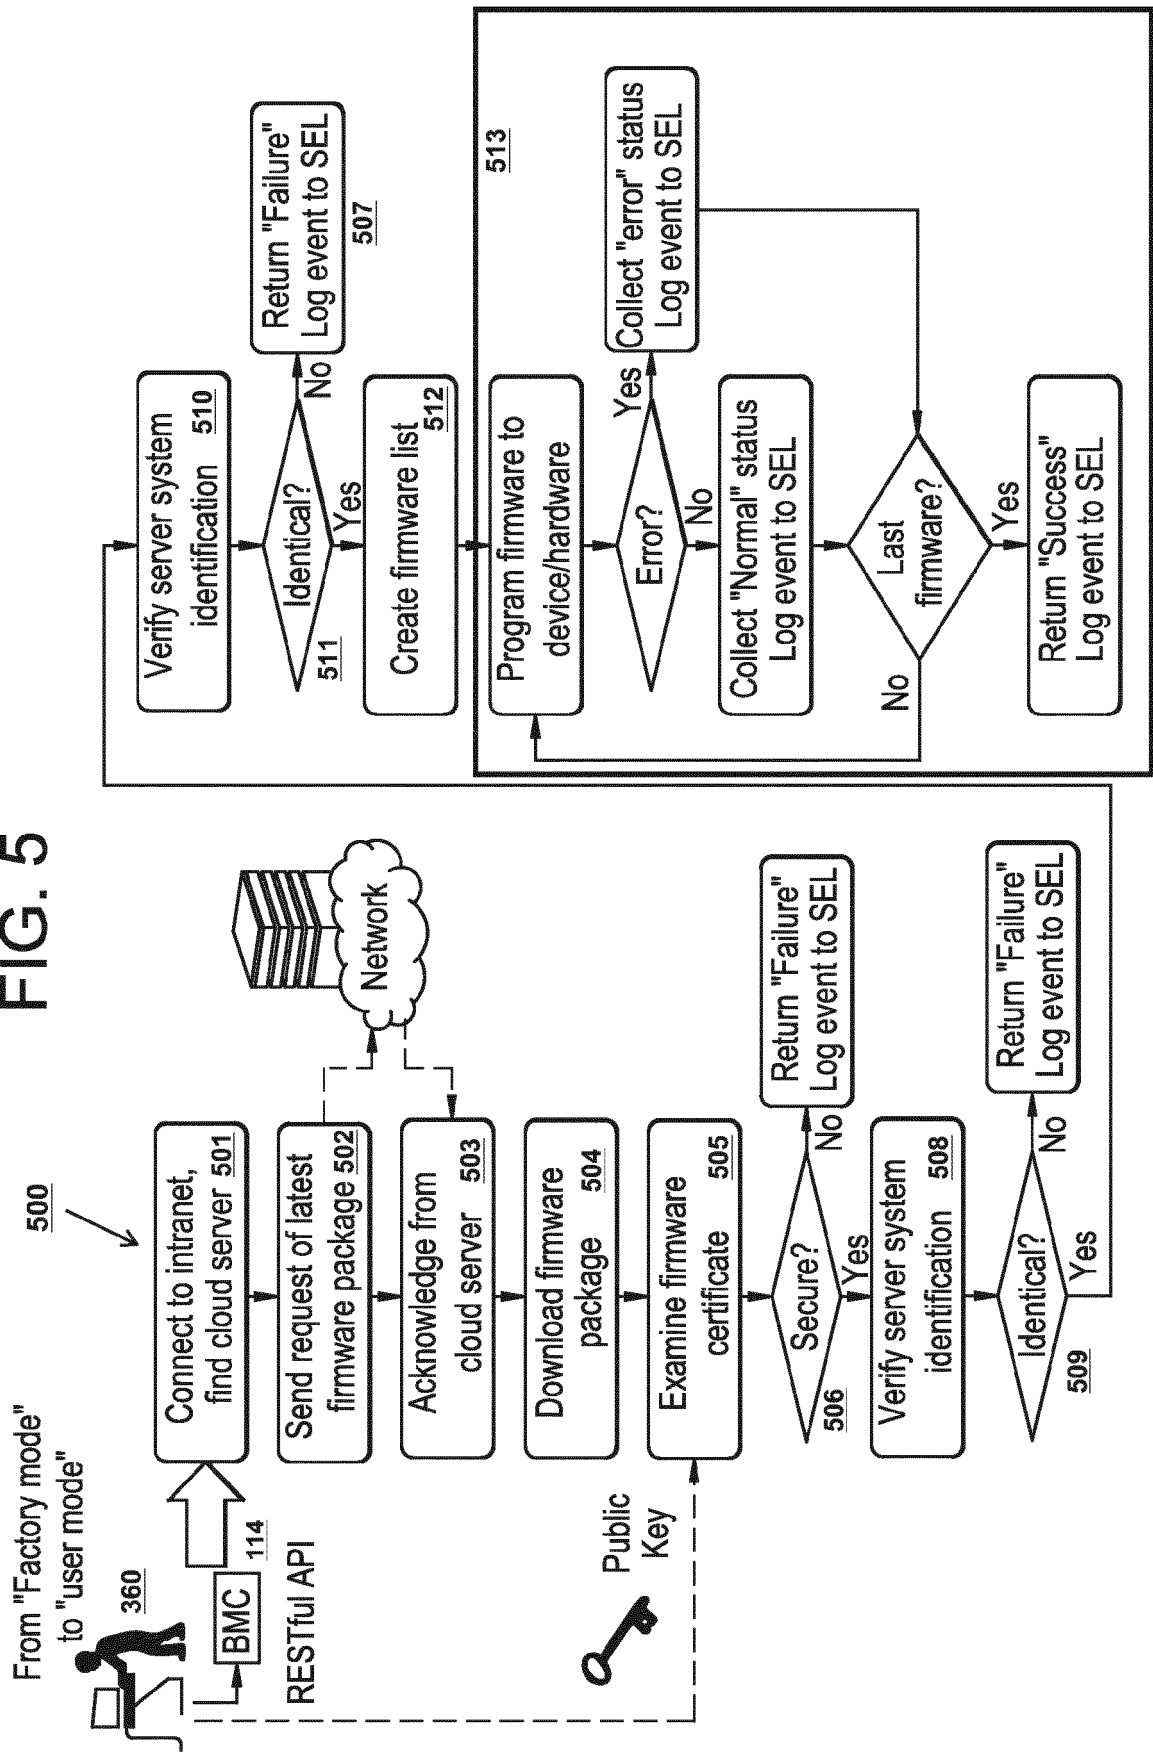 FIG. 5
500
From "Factory mode"
to "user mode"
360
BMC
114
RESTful API
Connect to intranet,
find cloud server 501
Send request of latest
firmware package 502
Network
Acknowledge from
cloud server 503
Download firmware
package 504
Public
Key
Examine firmware
certificate 505
Secure?
506
No
Return "Failure"
Log event to SEL
Yes
Verify server system
identification 508
Identical?
509
No
Return "Failure"
Log event to SEL
Yes
Verify server system
identification 510
Identical?
511
No
Return "Failure"
Log event to SEL
507
Yes
Create firmware list
512
513
Program firmware to
device/hardware
Error?
Yes
Collect "error" status
Log event to SEL
No
Collect "Normal" status
Log event to SEL
Last
firmware?
No
Yes
Return "Success"
Log event to SEL